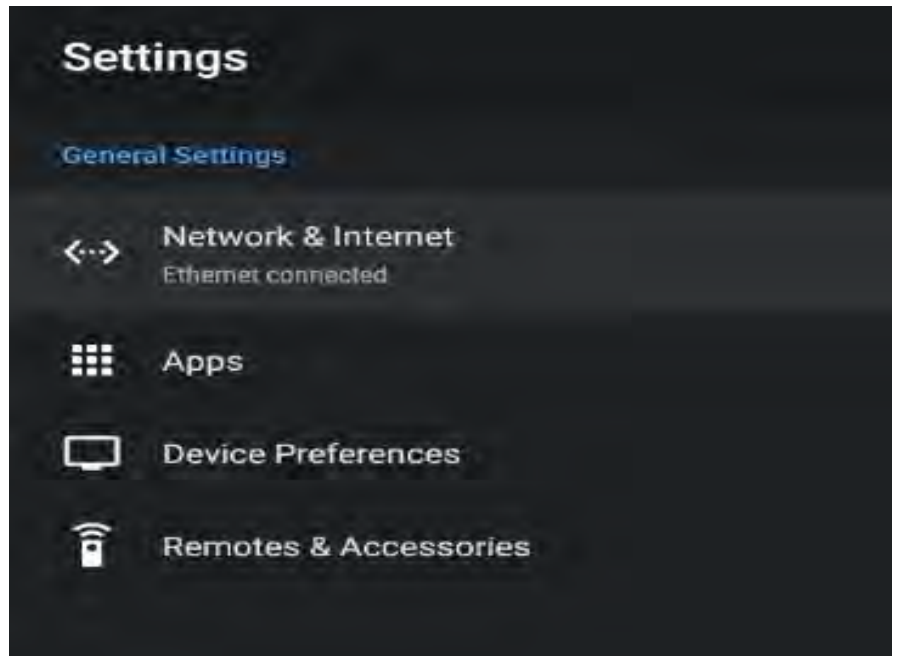 Settings
General Settings
Network & Internet
Ethernet connected
Apps
Device Preferences
Remotes & Accessories